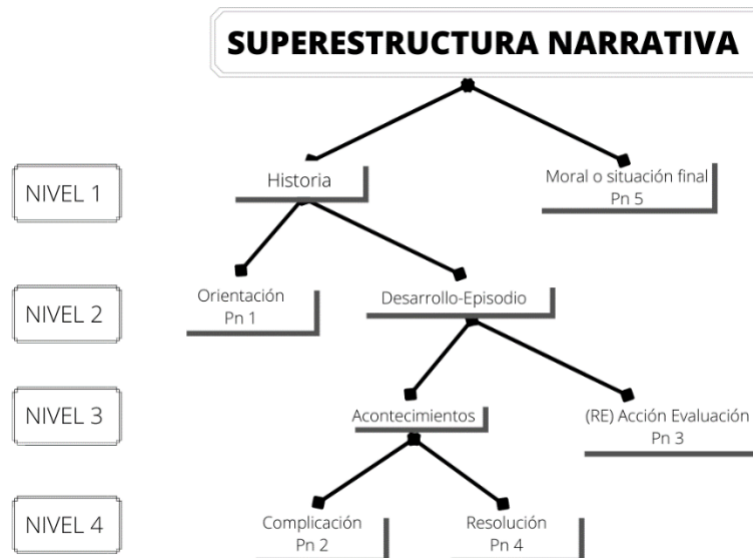 SUPERESTRUCTURA NARRATIVA
NIVEL 1
Historia
Moral o situación final
Pn 5
NIVEL 2
Orientación
Pn 1
Desarrollo-Episodio
NIVEL 3
Acontecimientos
(RE) Acción Evaluación
Pn 3
NIVEL 4
Complicación
Pn 2
Resolución
Pn 4